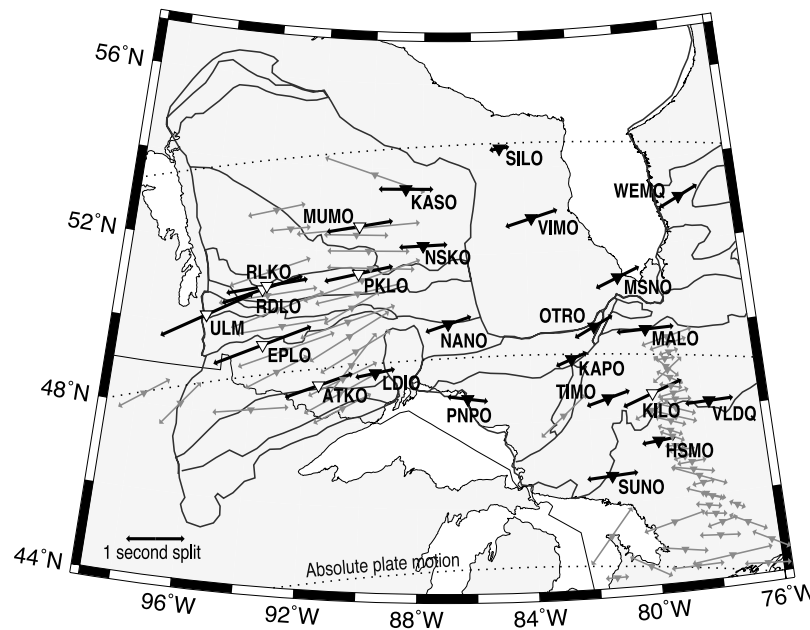 56°N
SILO
WEMQ
KASO
MUMO
VIMO
52°N
NSKO
RLKO
PKLO
MSNO
RDLO
OTRO
ULM
NANO
MALO
EPLO
KAPO
48°N
LDIO
TIMO
ATKO
PNPO
KILO
VLDQ
HSMO
SUNO
1 second split
Absolute plate motion
44°N
96°W
92°W
88°W
84°W
80°W
76°W